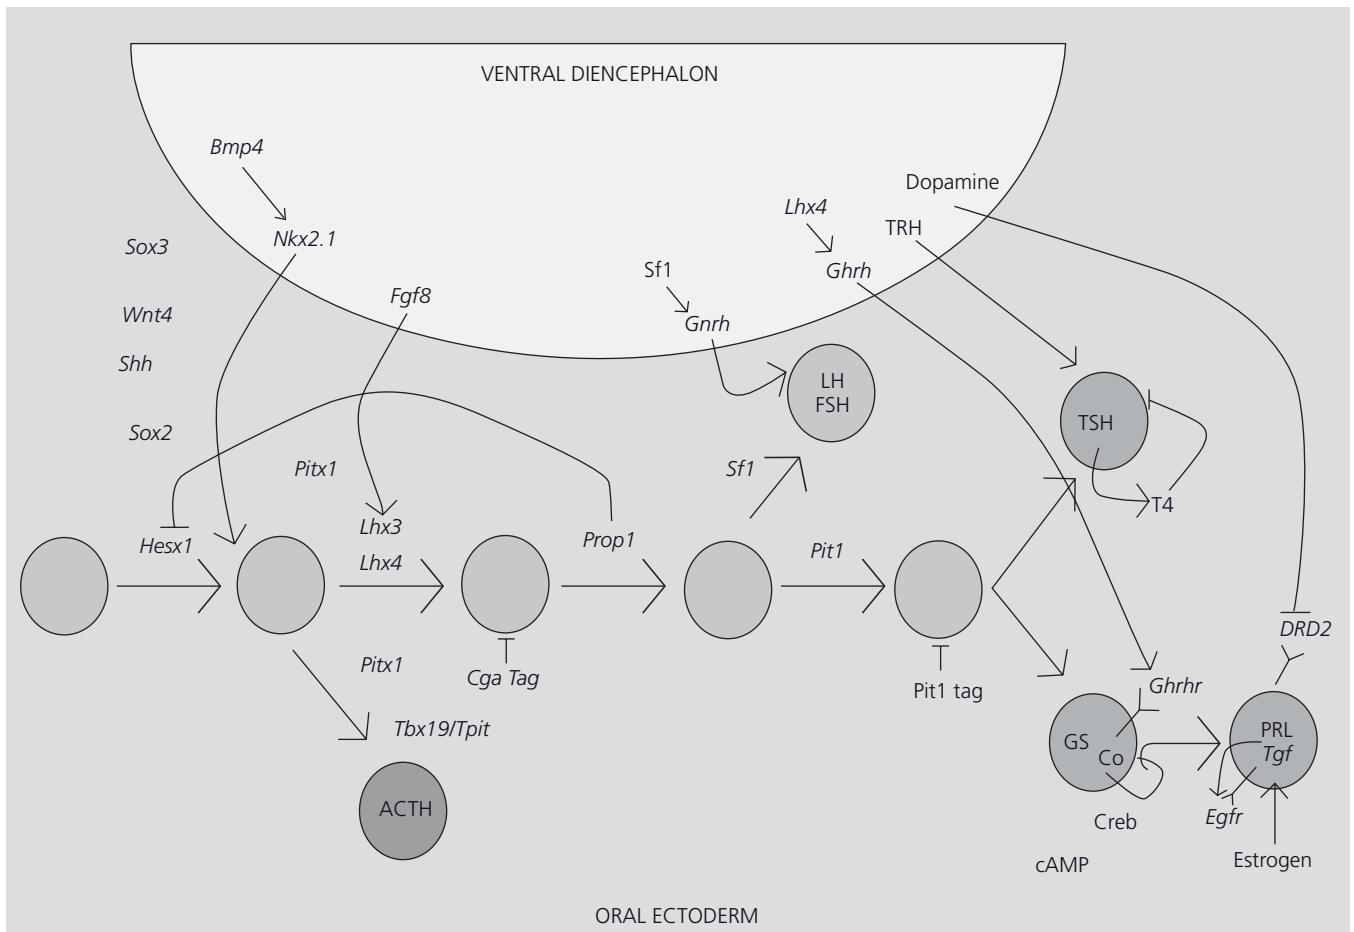 VENTRAL DIENCEPHALON
Bmp4
Dopamine
Lhx4
TRH
Sox3
Nkx2.1
Sf1
Ghrh
Fgf8
Wnt4
Gnrh
Shh
LH
FSH
TSH
Sox2
Pitx1
Sf1
T4
Lhx3
Hesx1
Prop1
Pit1
Lhx4
DRD2
Pitx1
Cga Tag
Pit1 tag
Ghrhr
Tbx19/Tpit
PRL
GS
Co
Tgf
ACTH
Egfr
Creb
cAMP
Estrogen
ORAL ECTODERM